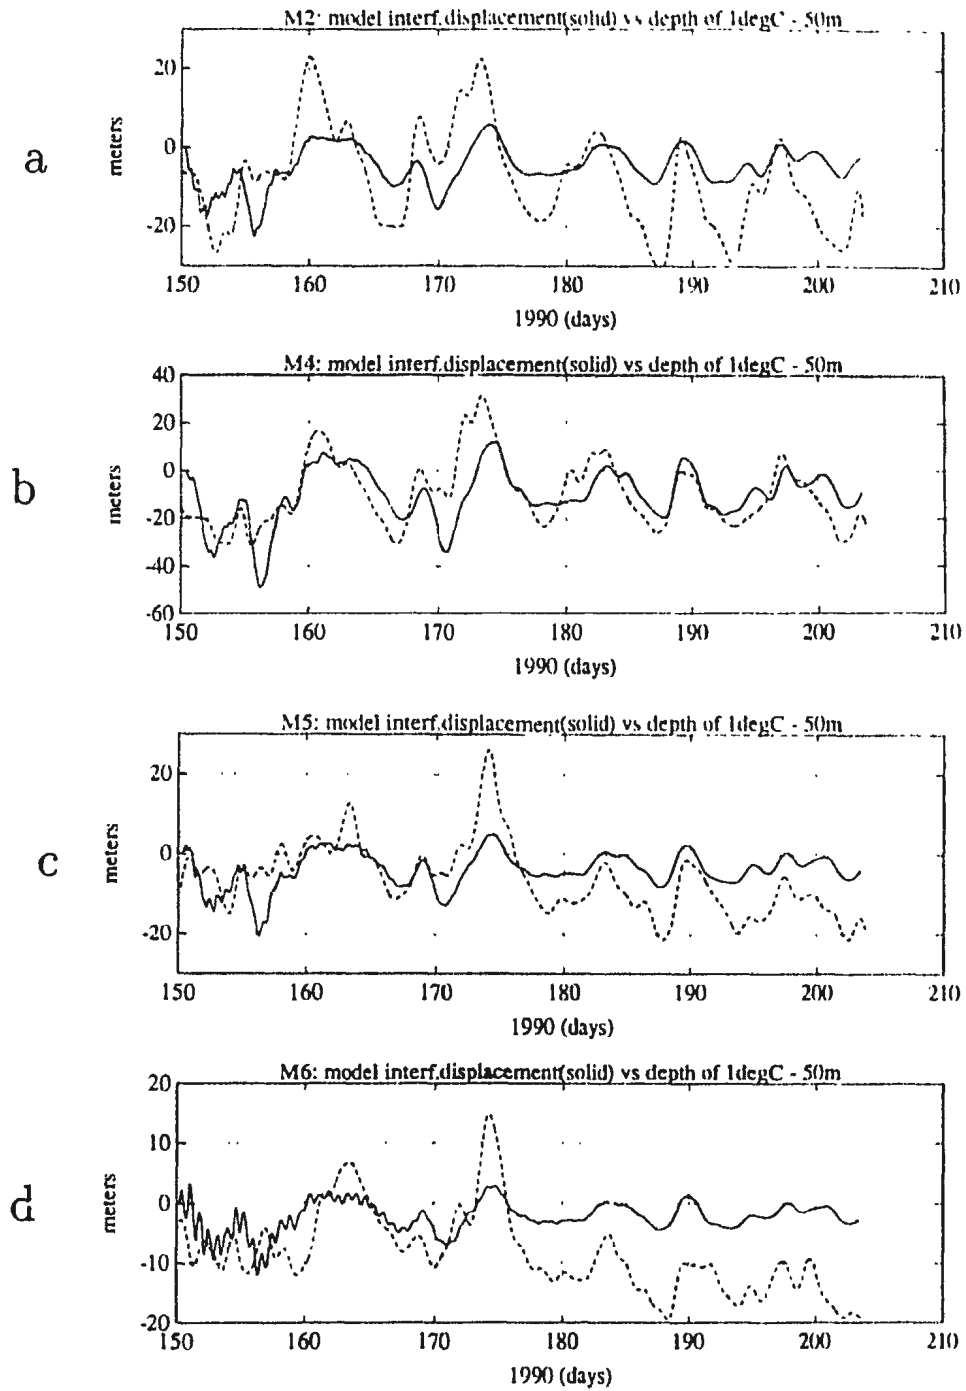 M2: model interf.displacement(solid) vs depth of 1degC - 50m
20
0
-20
meters
a
150 160 170 180 190 200 210
1990 (days)
M4: model interf.displacement(solid) vs depth of 1degC - 50m
40
20
0
-20
-40
-60
meters
b
150 160 170 180 190 200 210
1990 (days)
M5: model interf.displacement(solid) vs depth of 1degC - 50m
20
0
-20
meters
c
150 160 170 180 190 200 210
1990 (days)
M6: model interf.displacement(solid) vs depth of 1degC - 50m
20
10
0
-10
-20
meters
d
150 160 170 180 190 200 210
1990 (days)